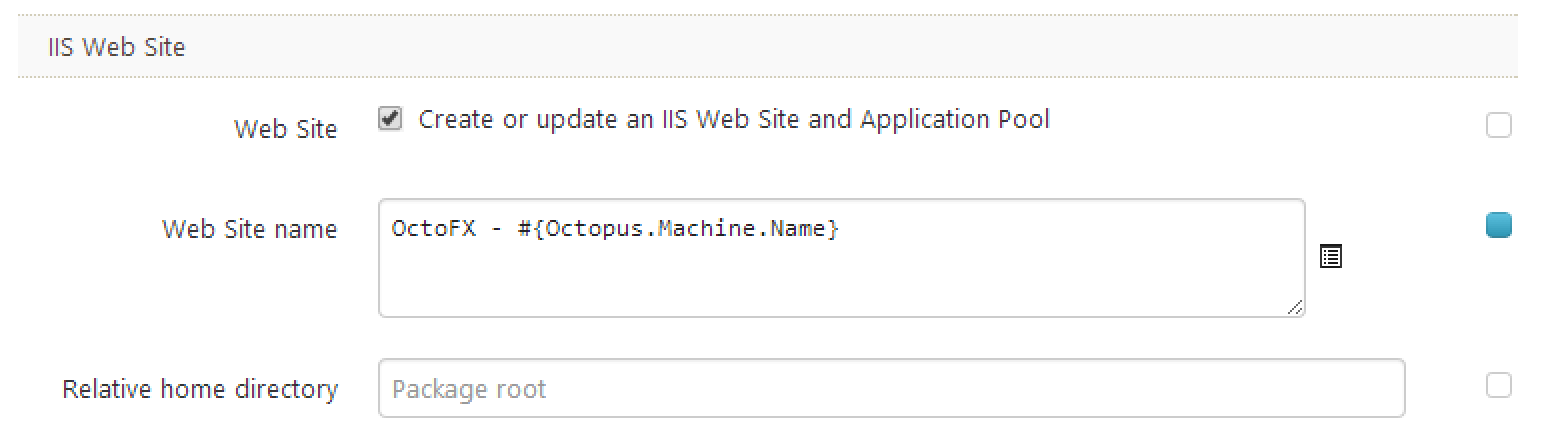 IIS Web Site
Web Site
Create or update an IIS Web Site and Application Pool
Web Site name
OctoFX - #{Octopus.Machine.Name}
Relative home directory
Package root